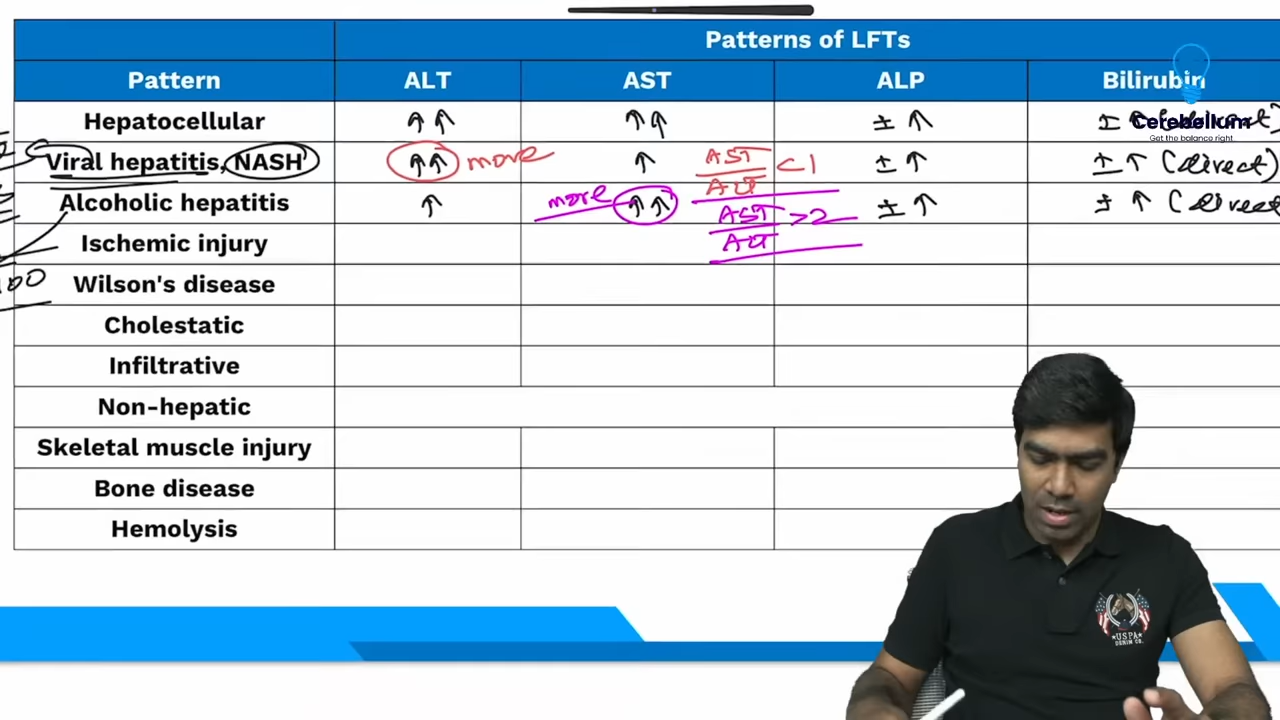 Patterns of LFTs
Pattern ALT AST ALP Bilirubin
Hepatocellular ↑↑ ↑↑ ± ↑ ± ↑
Cerebellum
Get the balance right.
Viral hepatitis, NASH ↑↑ more ↑ AST/ALT <1 ± ↑ ± ↑ (direct)
Alcoholic hepatitis ↑ more ↑↑ AST/ALT >2 ± ↑ ± ↑ (direct
Ischemic injury
Wilson's disease
Cholestatic
Infiltrative
Non-hepatic
Skeletal muscle injury
Bone disease
Hemolysis
USPA
DENIM CO.